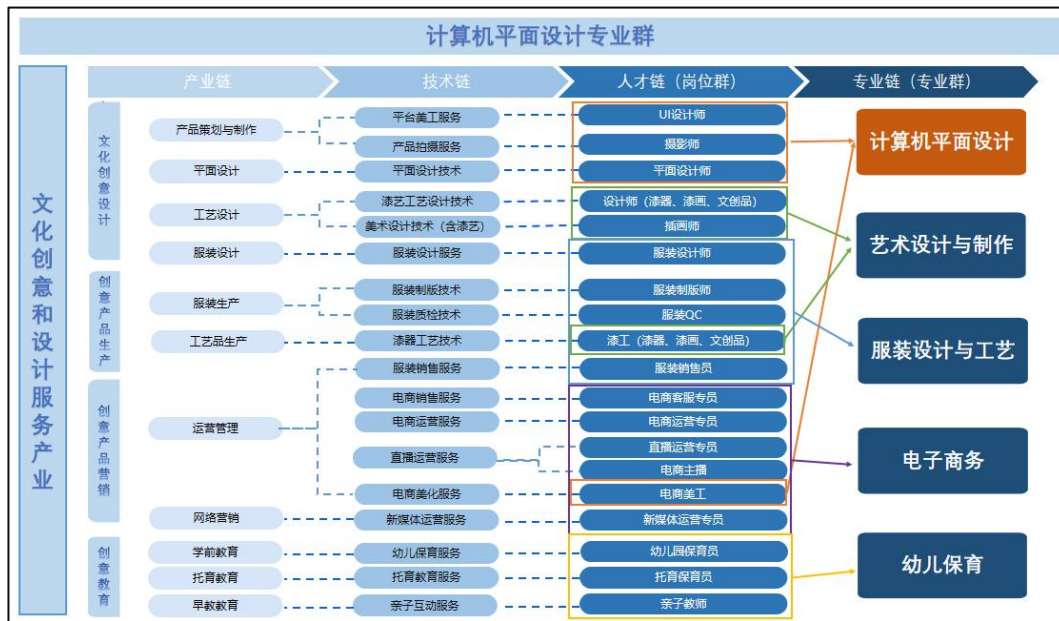 计算机平面设计专业群
文化创意和设计服务产业
产业链
技术链
人才链（岗位群）
专业链（专业群）
文化创意设计
产品策划与制作
平台美工服务
UI设计师
产品拍摄服务
摄影师
平面设计
平面设计技术
平面设计师
工艺设计
漆艺工艺设计技术
设计师（漆器、漆画、文创品）
美术设计技术（含漆艺）
插画师
服装设计
服装设计服务
服装设计师
创意产品生产
服装生产
服装制版技术
服装制版师
服装质检技术
服装QC
工艺品生产
漆器工艺技术
漆工（漆器、漆画、文创品）
创意产品营销
运营管理
服装销售服务
服装销售员
电商销售服务
电商客服专员
电商运营服务
电商运营专员
直播运营服务
直播运营专员
电商主播
电商美化服务
电商美工
网络营销
新媒体运营服务
新媒体运营专员
创意教育
学前教育
幼儿保育服务
幼儿园保育员
托育教育
托育教育服务
托育保育员
早教教育
亲子互动服务
亲子教师
计算机平面设计
艺术设计与制作
服装设计与工艺
电子商务
幼儿保育